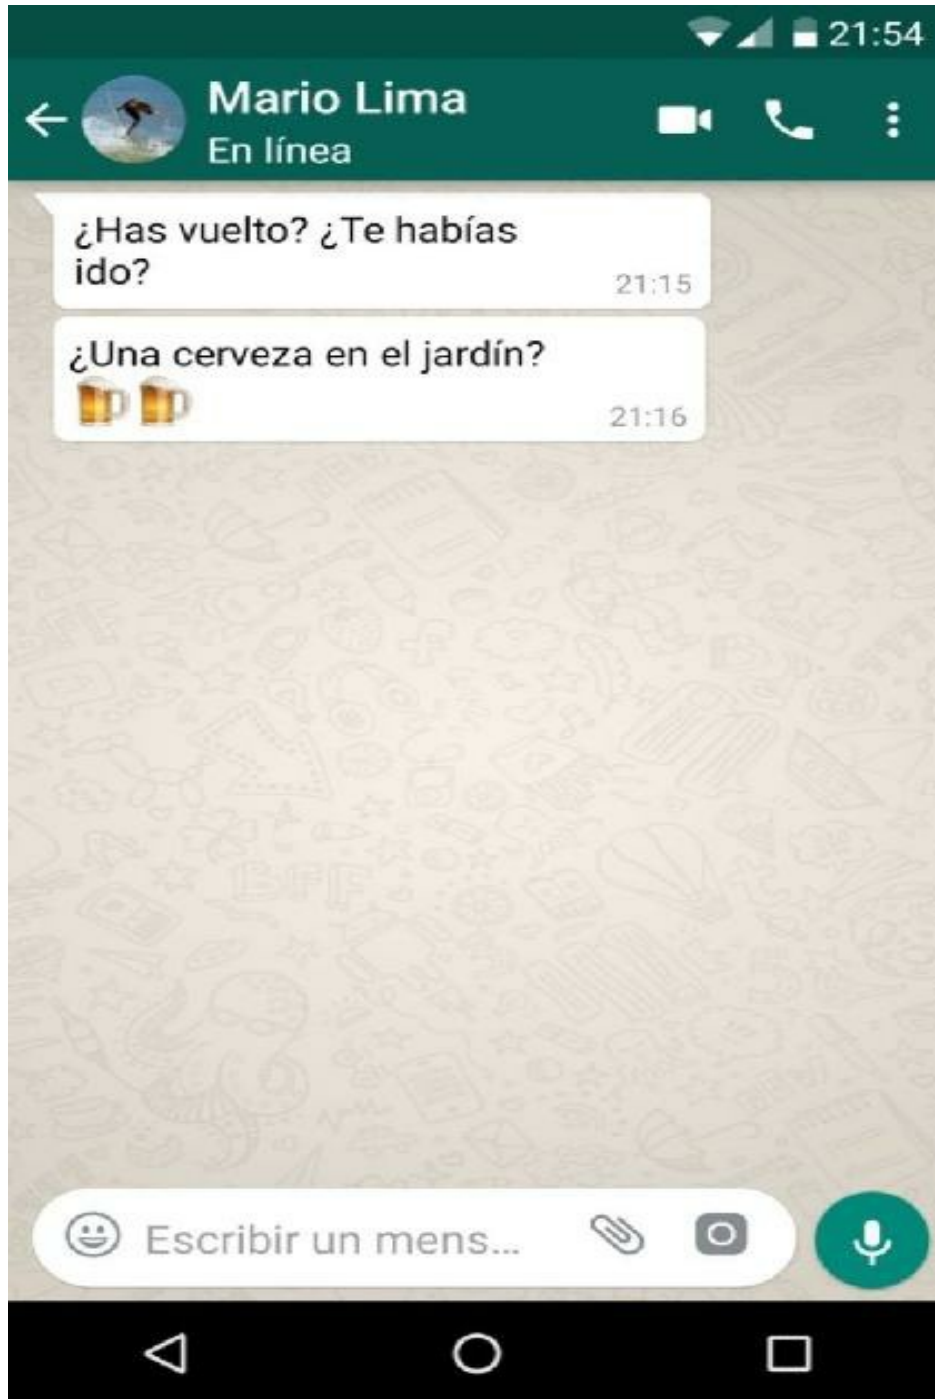 21:54
Mario Lima
En línea
¿Has vuelto? ¿Te habías
ido?
21:15
¿Una cerveza en el jardín?
🍺🍺
21:16
BFF
Escribir un mens...